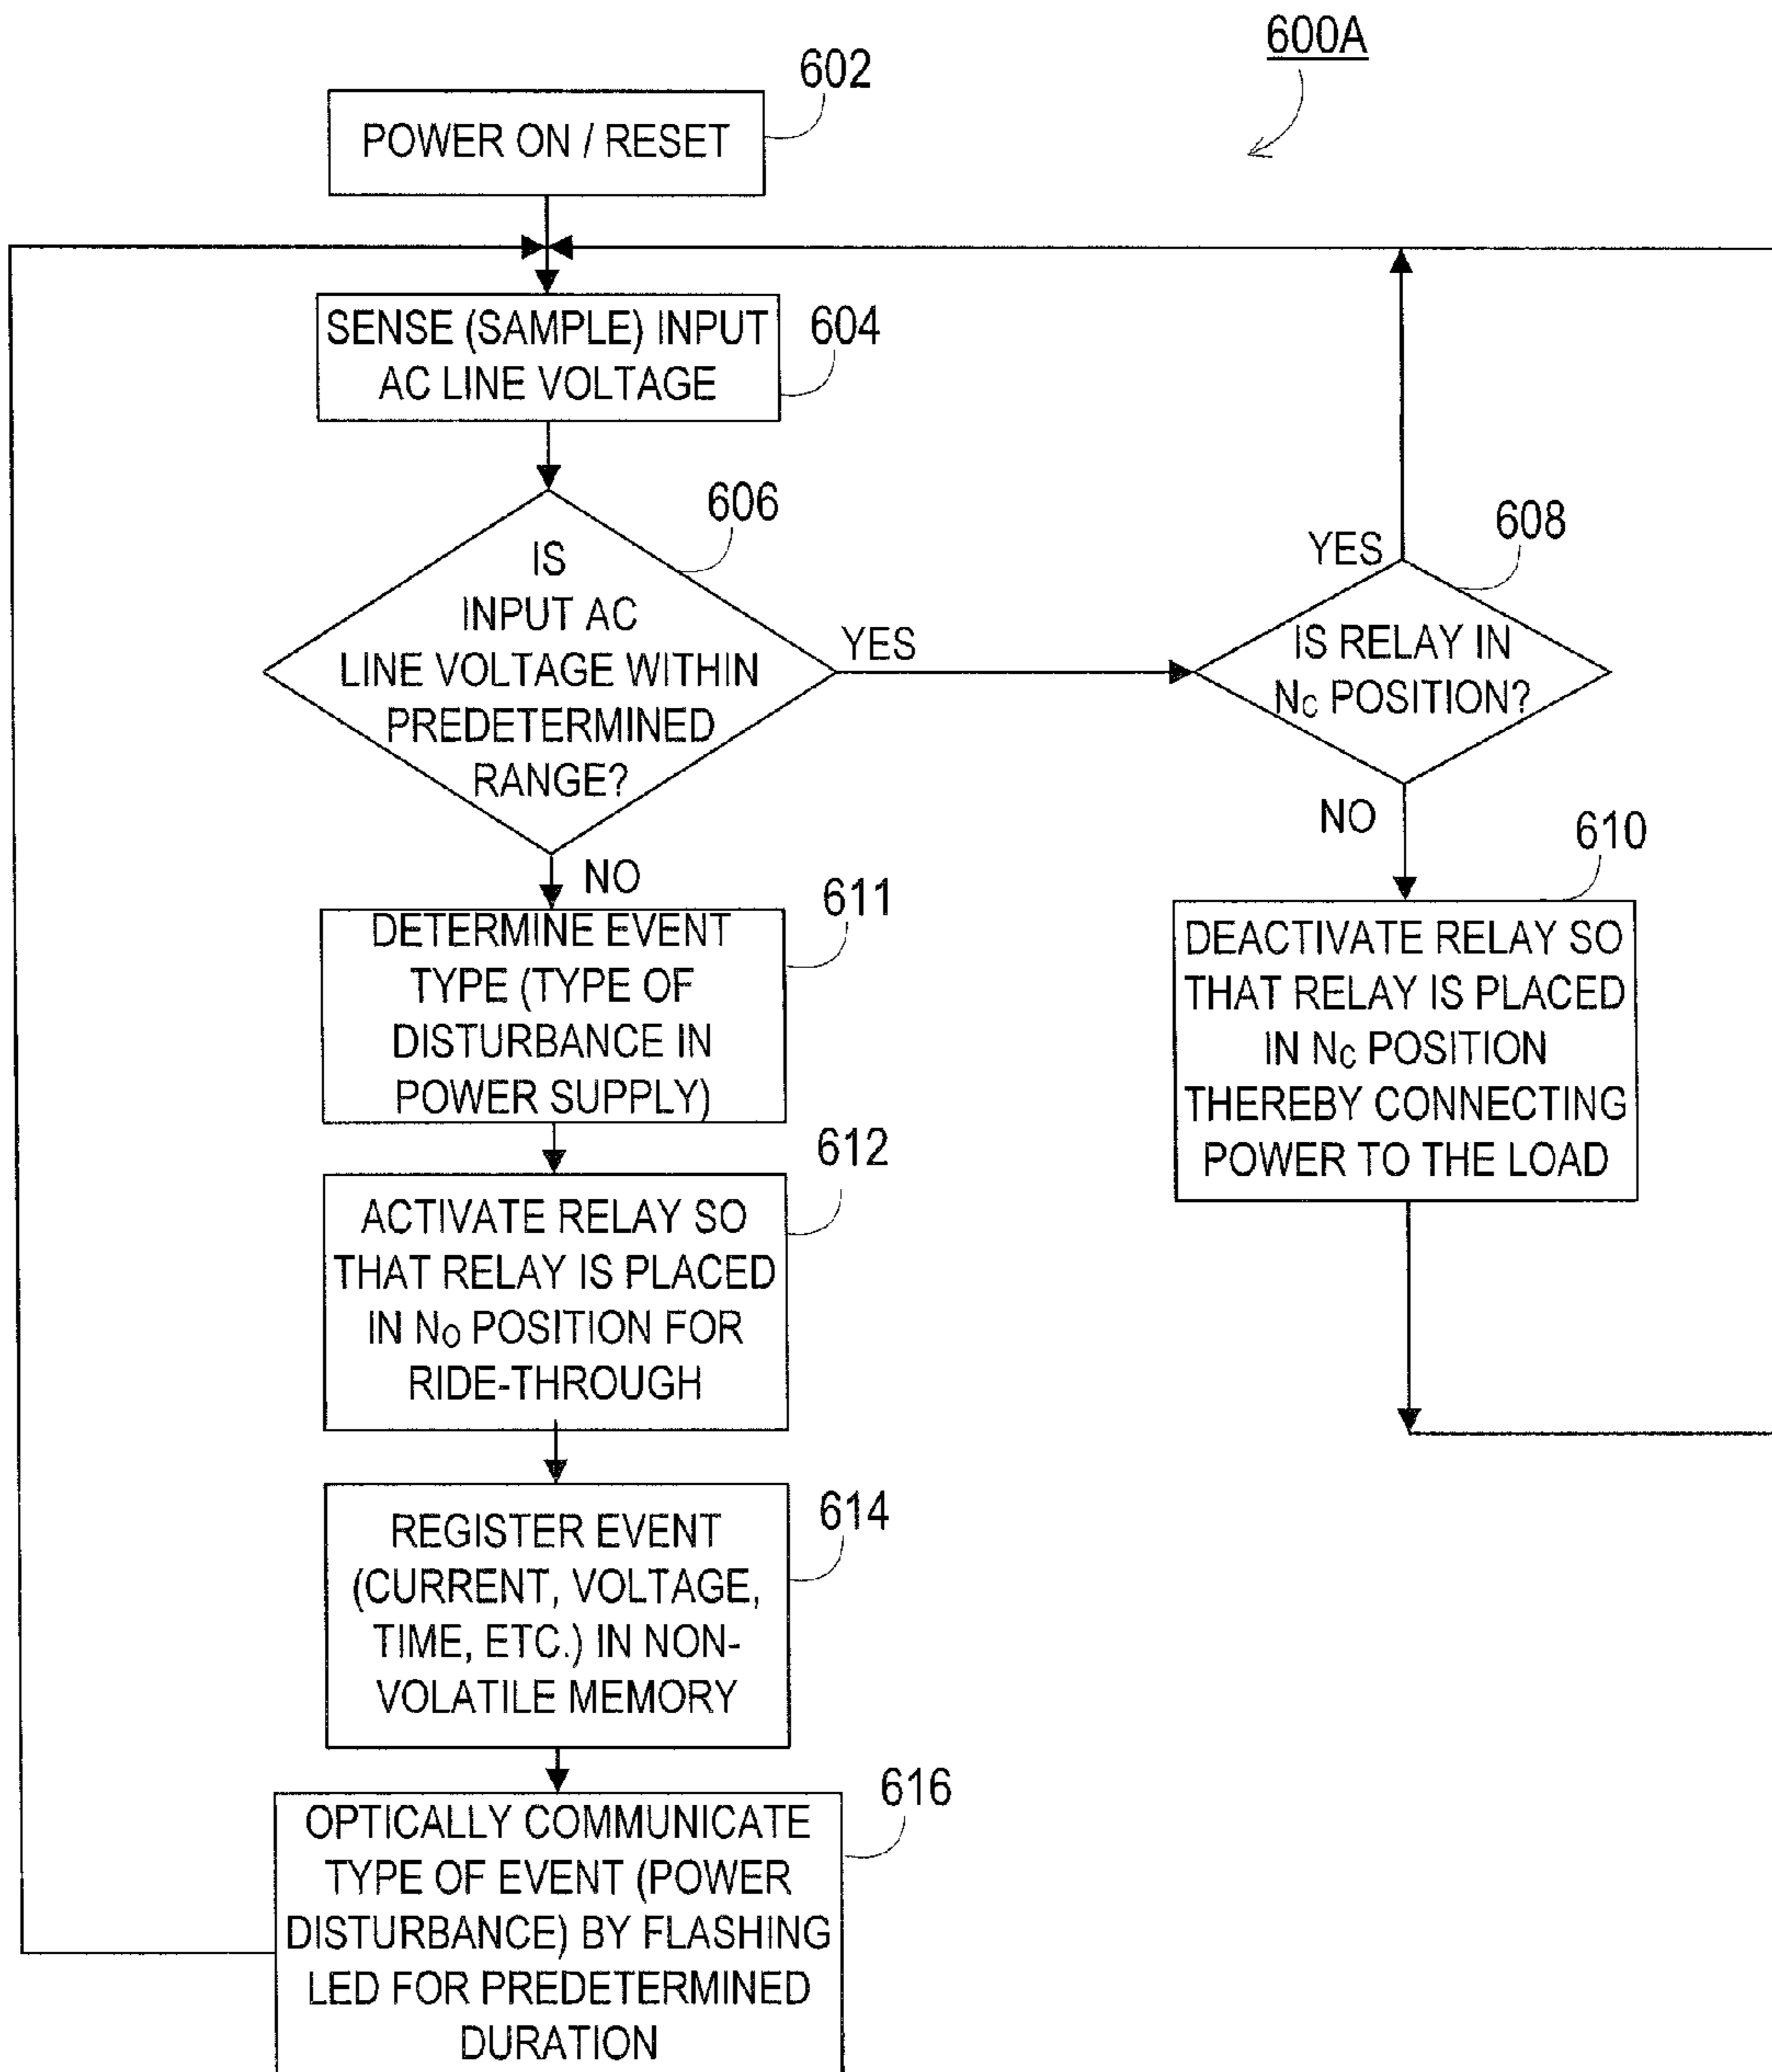 600A
602
POWER ON / RESET
SENSE (SAMPLE) INPUT
AC LINE VOLTAGE
604
606
IS
INPUT AC
LINE VOLTAGE WITHIN
PREDETERMINED
RANGE?
YES
NO
608
YES
IS RELAY IN
NC POSITION?
NO
610
DEACTIVATE RELAY SO
THAT RELAY IS PLACED
IN NC POSITION
THEREBY CONNECTING
POWER TO THE LOAD
611
DETERMINE EVENT
TYPE (TYPE OF
DISTURBANCE IN
POWER SUPPLY)
612
ACTIVATE RELAY SO
THAT RELAY IS PLACED
IN NO POSITION FOR
RIDE-THROUGH
614
REGISTER EVENT
(CURRENT, VOLTAGE,
TIME, ETC.) IN NON-
VOLATILE MEMORY
616
OPTICALLY COMMUNICATE
TYPE OF EVENT (POWER
DISTURBANCE) BY FLASHING
LED FOR PREDETERMINED
DURATION